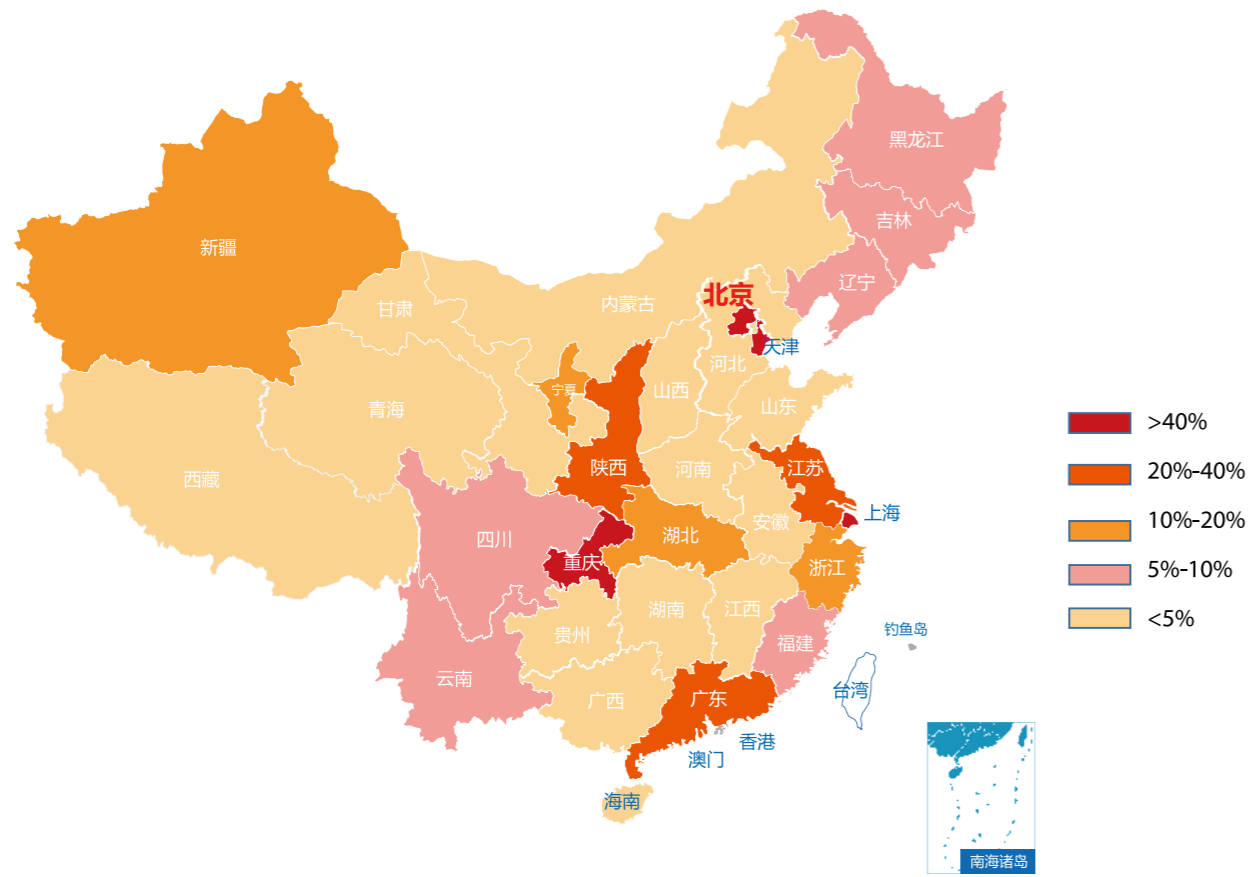 黑龙江
吉林
新疆
辽宁
北京
内蒙古
甘肃
天津
河北
宁夏
山西
青海
山东
陕西
河南
江苏
西藏
上海
安徽
四川
湖北
重庆
浙江
湖南
江西
贵州
钓鱼岛
福建
云南
台湾
广西
广东
香港
澳门
海南
>40%
20%-40%
10%-20%
5%-10%
<5%
南海诸岛